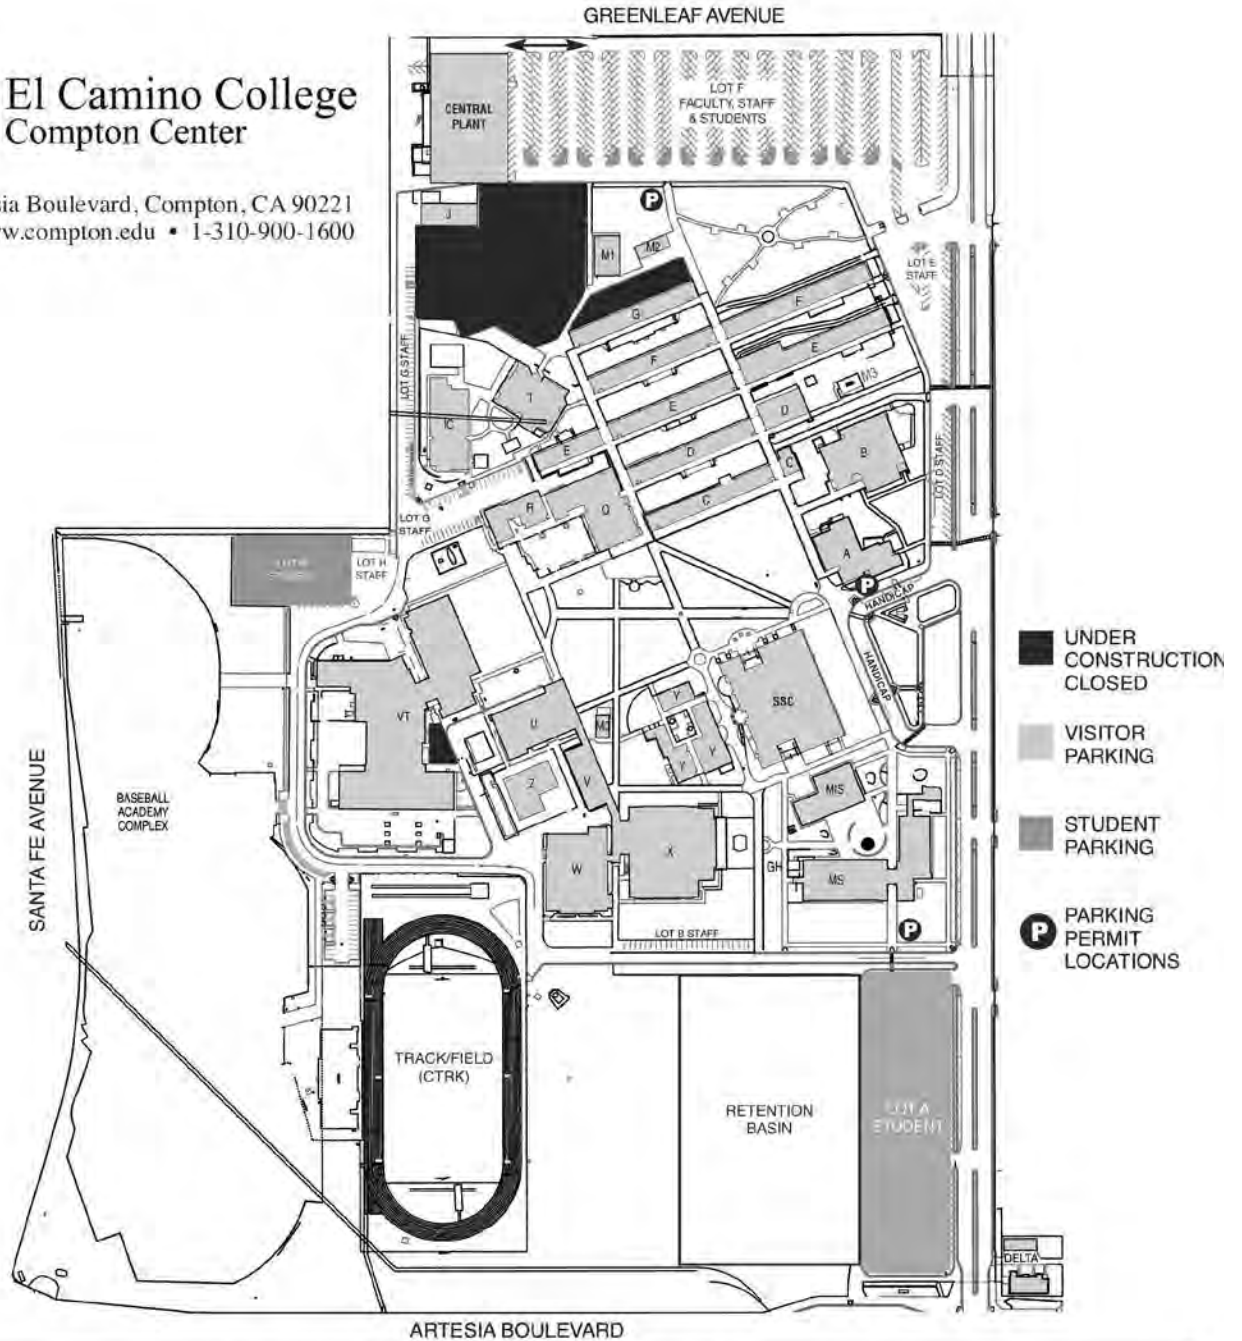 GREENLEAF AVENUE
El Camino College
Compton Center
sia Boulevard, Compton, CA 90221
w.compton.edu • 1-310-900-1600
CENTRAL
PLANT
LOT F
FACULTY, STAFF
& STUDENTS
P
J
M1
M2
LOT E
STAFF
G
F
F
E
LOT G STAFF
T
IC
M3
E
D
E
D
B
C
C
LOT D STAFF
R
Q
LOT G
STAFF
A
LOT H
STAFF
P
HANDICAP
HANDICAP
UNDER
CONSTRUCTION
CLOSED
VISITOR
PARKING
STUDENT
PARKING
P
PARKING
PERMIT
LOCATIONS
SSC
Y
Y
Y
VT
U
Z
V
MIS
SANTA FE AVENUE
BASEBALL
ACADEMY
COMPLEX
W
X
GH
MS
LOT B STAFF
P
TRACK/FIELD
(CTRK)
RETENTION
BASIN
LOT A
STUDENT
DELTA
ARTESIA BOULEVARD